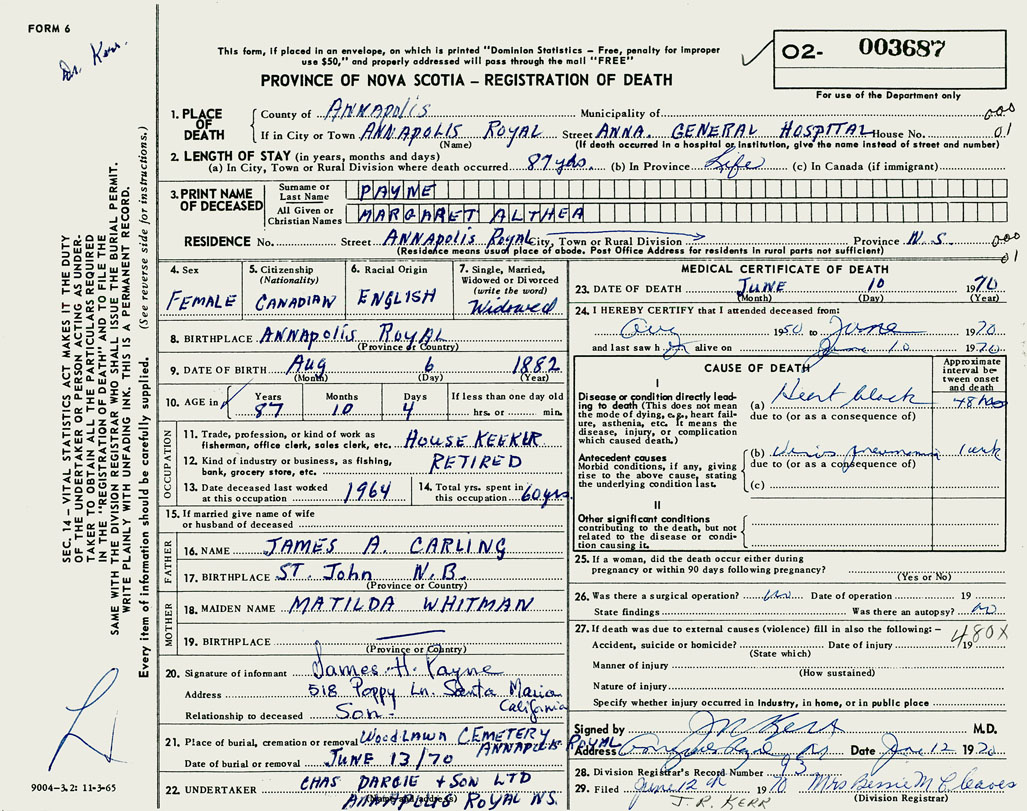 FORM 6
Dr. Kerr.
This form, if placed in an envelope, on which is printed "Dominion Statistics – Free, penalty for improper
use $50," and properly addressed will pass through the mail "FREE"
PROVINCE OF NOVA SCOTIA – REGISTRATION OF DEATH
02- 003687
For use of the Department only
1. PLACE OF DEATH
County of ANNAPOLIS Municipality of 000
If in City or Town ANNAPOLIS ROYAL Street ANNA. GENERAL HOSPITAL House No. 01
(Name) (If death occurred in a hospital or institution, give the name instead of street and number)
2. LENGTH OF STAY (in years, months and days)
(a) In City, Town or Rural Division where death occurred 87 yrs. (b) In Province Life (c) In Canada (if immigrant)
3. PRINT NAME OF DECEASED
Surname or Last Name PAYNE
All Given or Christian Names MARGARET ALTHEA
RESIDENCE No. Street ANNAPOLIS Royal City, Town or Rural Division Province N.S. 000
(Residence means usual place of abode. Post Office Address for residents in rural parts not sufficient) 01
4. Sex FEMALE
5. Citizenship (Nationality) CANADIAN
6. Racial Origin ENGLISH
7. Single, Married, Widowed or Divorced (write the word) Widowed
8. BIRTHPLACE ANNAPOLIS ROYAL
(Province or Country)
9. DATE OF BIRTH Aug 6 1882
(Month) (Day) (Year)
10. AGE in Years 87 Months 10 Days 4 If less than one day old
hrs. or min.
OCCUPATION
11. Trade, profession, or kind of work as
fisherman, office clerk, sales clerk, etc. HOUSE KEEKER
12. Kind of industry or business, as fishing,
bank, grocery store, etc. RETIRED
13. Date deceased last worked
at this occupation 1964
14. Total yrs. spent in
this occupation 60 yrs.
15. If married give name of wife
or husband of deceased
FATHER
16. NAME JAMES A. CARLING
17. BIRTHPLACE ST. John N.B.
(Province or Country)
MOTHER
18. MAIDEN NAME MATILDA WHITMAN
19. BIRTHPLACE
(Province or Country)
20. Signature of informant James H. Payne
Address 518 Poppy Ln. Santa Maria
California
Relationship to deceased Son.
21. Place of burial, cremation or removal WOODLAWN CEMETERY
ANNAPOLIS ROYAL
Date of burial or removal JUNE 13/70
22. UNDERTAKER CHAS DARGIE + SON LTD
(Name and address)
ANNAPOLIS ROYAL NS.
MEDICAL CERTIFICATE OF DEATH
23. DATE OF DEATH JUNE 10 1970
(Month) (Day) (Year)
24. I HEREBY CERTIFY that I attended deceased from:
Aug 1950 to June 1970
and last saw her alive on June 10 1970
CAUSE OF DEATH
Approximate interval between onset and death
I
Disease or condition directly leading to death (This does not
mean the mode of dying, e.g., heart failure, asthenia, etc. It means the
disease, injury, or complication
which caused death.)
(a) Heart block 48 hrs
due to (or as a consequence of)
Antecedent causes
Morbid conditions, if any, giving
rise to the above cause, stating
the underlying condition last.
(b) Virus pneumonia 1 wk
due to (or as a consequence of)
(c)
II
Other significant conditions
contributing to the death, but not
related to the disease or condition causing it.
25. If a woman, did the death occur either during
pregnancy or within 90 days following pregnancy?
(Yes or No)
26. Was there a surgical operation? no Date of operation 19
State findings Was there an autopsy? no
27. If death was due to external causes (violence) fill in also the following: –
480X
Accident, suicide or homicide? Date of injury 19
(State which)
Manner of injury
(How sustained)
Nature of injury
Specify whether injury occurred in Industry, in home, or in public place
Signed by J R Kerr M.D.
Address Annapolis Royal NS Date June 12 1970
28. Division Registrar's Record Number 93
29. Filed June 12th 1970 Mrs Bessie M Cleaves
(Division Registrar)
J. R. KERR
SEC. 14 – VITAL STATISTICS ACT MAKES IT THE DUTY
OF THE UNDERTAKER OR PERSON ACTING AS UNDER-
TAKER TO OBTAIN ALL THE PARTICULARS REQUIRED
IN THE "REGISTRATION OF DEATH" AND TO FILE THE
SAME WITH THE DIVISION REGISTRAR WHO SHALL ISSUE THE BURIAL PERMIT.
WRITE PLAINLY WITH UNFADING INK. THIS IS A PERMANENT RECORD.
Every item of information should be carefully supplied. (See reverse side for instructions.)
9004–3.2: 11-3-65